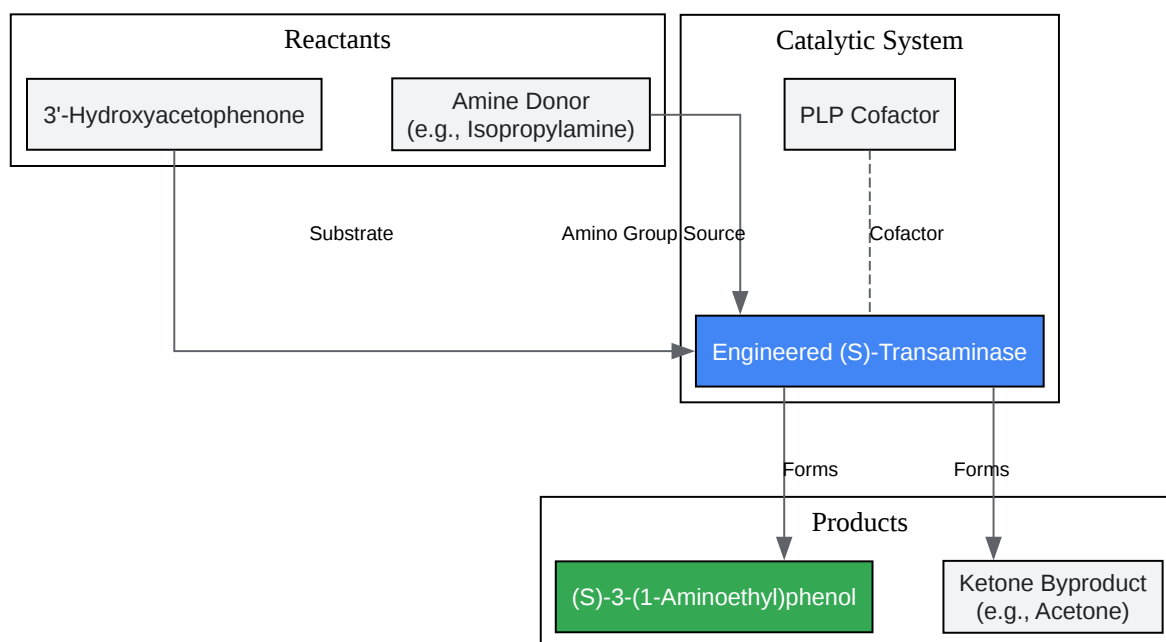 Reactants
Catalytic System
3'-Hydroxyacetophenone
Amine Donor
(e.g., Isopropylamine)
PLP Cofactor
Substrate
Amino Group Source
Cofactor
Engineered (S)-Transaminase
Forms
Forms
Products
(S)-3-(1-Aminoethyl)phenol
Ketone Byproduct
(e.g., Acetone)